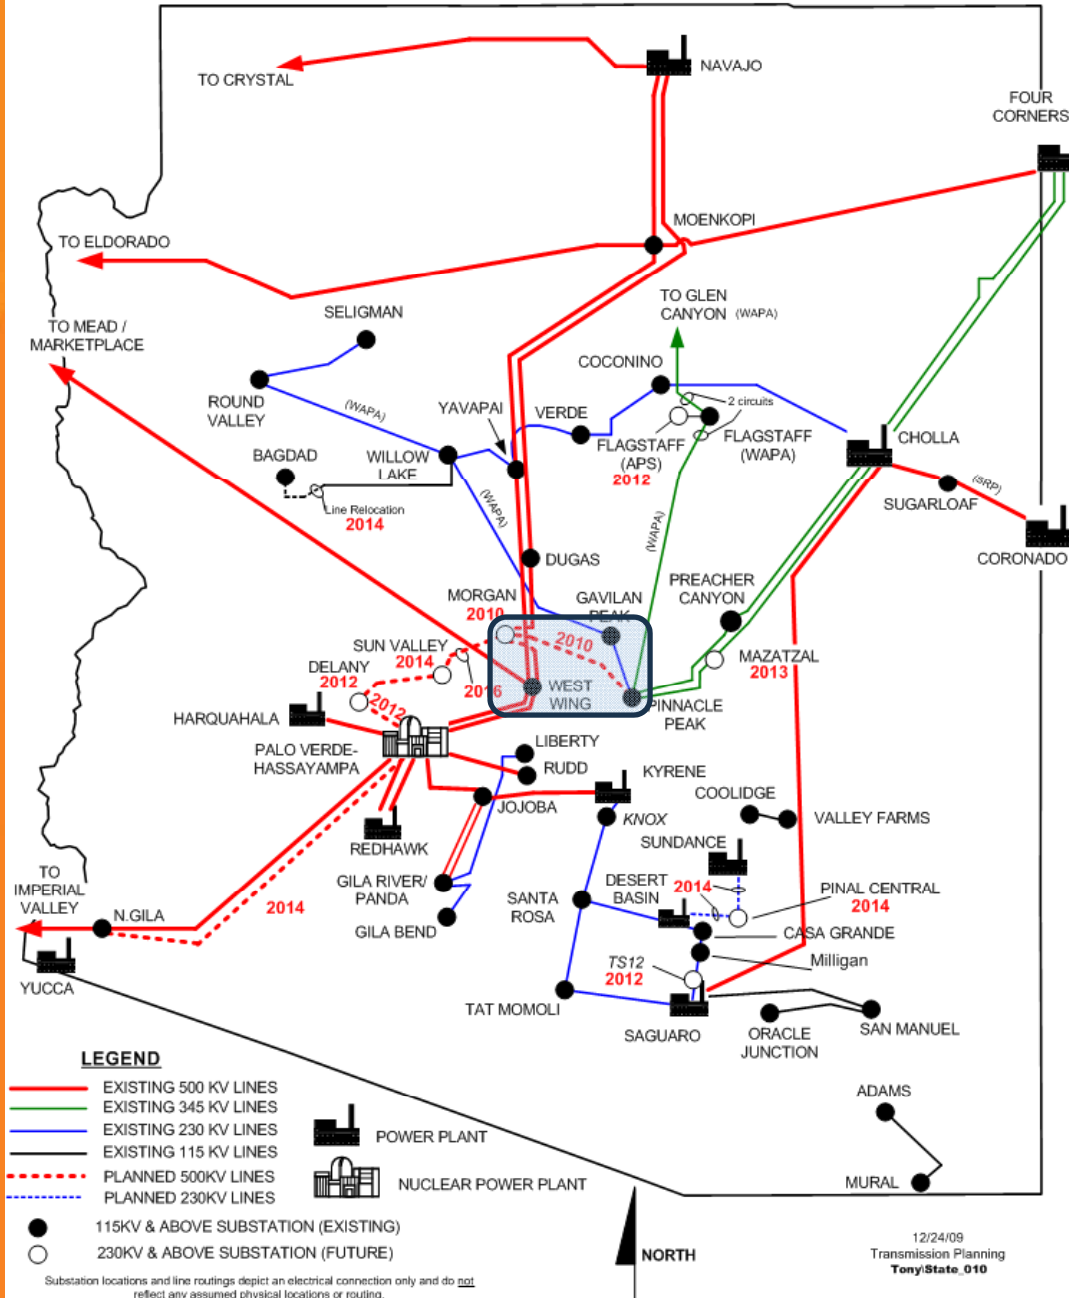 NAVAJO
TO CRYSTAL
FOUR
CORNERS
MOENKOPI
TO ELDORADO
TO GLEN
CANYON (WAPA)
SELIGMAN
TO MEAD /
MARKETPLACE
COCONINO
2 circuits
ROUND
VALLEY
(WAPA)
YAVAPAI
VERDE
FLAGSTAFF
(APS)
2012
FLAGSTAFF
(WAPA)
CHOLLA
BAGDAD
WILLOW
LAKE
(SRP)
SUGARLOAF
Line Relocation
2014
(WAPA)
(WAPA)
CORONADO
DUGAS
PREACHER
CANYON
MORGAN
2010
GAVILAN
PEAK
2010
SUN VALLEY
2014
MAZATZAL
2013
DELANY
2012
2016
WEST
WING
PINNACLE
PEAK
2012
HARQUAHALA
PALO VERDE-
HASSAYAMPA
LIBERTY
RUDD
KYRENE
JOJOBA
KNOX
COOLIDGE
VALLEY FARMS
REDHAWK
SUNDANCE
TO
IMPERIAL
VALLEY
GILA RIVER/
PANDA
SANTA
ROSA
DESERT
BASIN
2014
PINAL CENTRAL
2014
2014
N.GILA
GILA BEND
CASA GRANDE
Milligan
TS12
2012
YUCCA
TAT MOMOLI
SAGUARO
ORACLE
JUNCTION
SAN MANUEL
LEGEND
EXISTING 500 KV LINES
EXISTING 345 KV LINES
EXISTING 230 KV LINES
EXISTING 115 KV LINES
PLANNED 500KV LINES
PLANNED 230KV LINES
POWER PLANT
NUCLEAR POWER PLANT
115KV & ABOVE SUBSTATION (EXISTING)
230KV & ABOVE SUBSTATION (FUTURE)
Substation locations and line routings depict an electrical connection only and do not
reflect any assumed physical locations or routing.
ADAMS
MURAL
NORTH
12/24/09
Transmission Planning
Tony\State_010